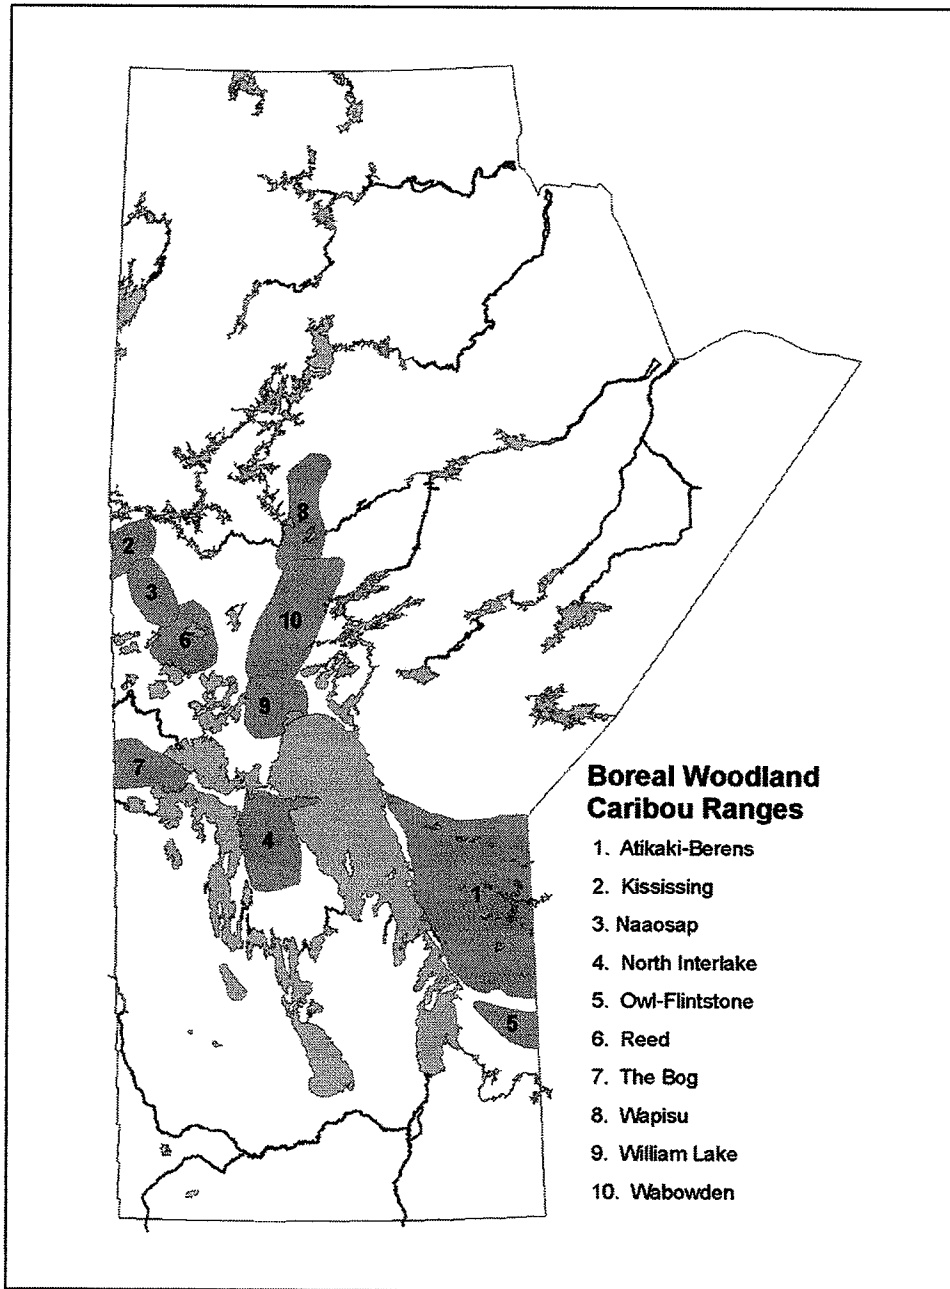 8
2
3
10
6
9
7
4
1
5
Boreal Woodland
Caribou Ranges
1. Atikaki-Berens
2. Kississing
3. Naaosap
4. North Interlake
5. Owl-Flintstone
6. Reed
7. The Bog
8. Wapisu
9. William Lake
10. Wabowden